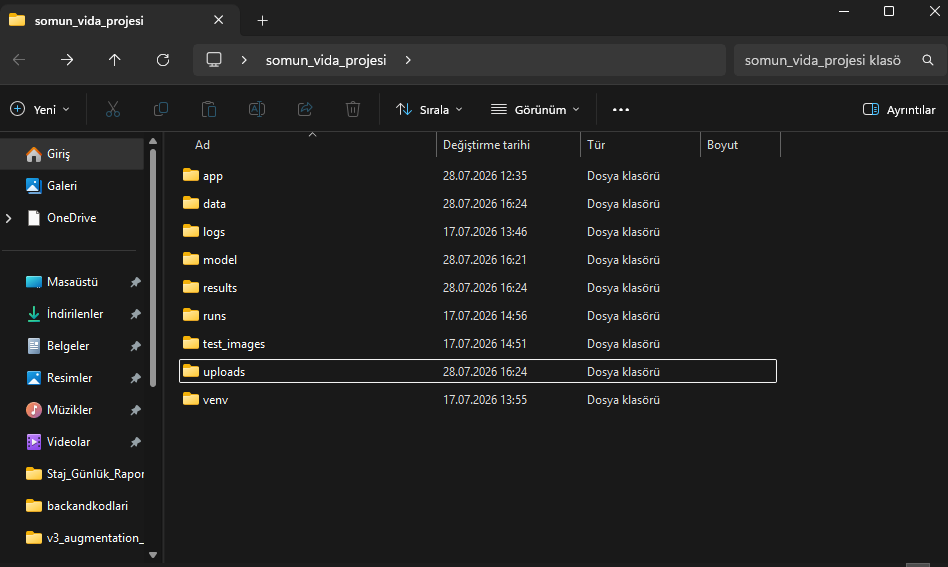 somun_vida_projesi
somun_vida_projesi
somun_vida_projesi klasö
Yeni
Sırala
Görünüm
Ayrıntılar
Giriş
Galeri
OneDrive
Masaüstü
İndirilenler
Belgeler
Resimler
Müzikler
Videolar
Staj_Günlük_Rapor
backandkodlari
v3_augmentation_
Ad Değiştirme tarihi Tür Boyut
app 28.07.2026 12:35 Dosya klasörü
data 28.07.2026 16:24 Dosya klasörü
logs 17.07.2026 13:46 Dosya klasörü
model 28.07.2026 16:21 Dosya klasörü
results 28.07.2026 16:24 Dosya klasörü
runs 17.07.2026 14:56 Dosya klasörü
test_images 17.07.2026 14:51 Dosya klasörü
uploads 28.07.2026 16:24 Dosya klasörü
venv 17.07.2026 13:55 Dosya klasörü